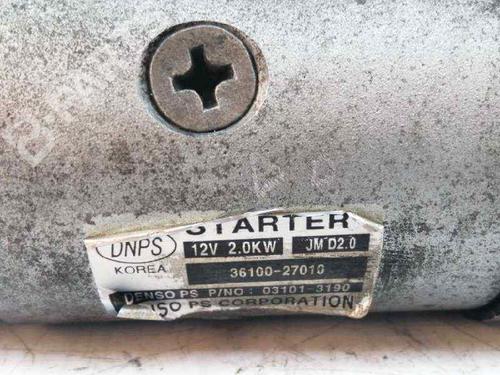 STARTER
DNPS
12V 2.0KW JM D2.0
KOREA
36100-27010
DENSO PS P/NO: 03101-3190
PS CORPORATION